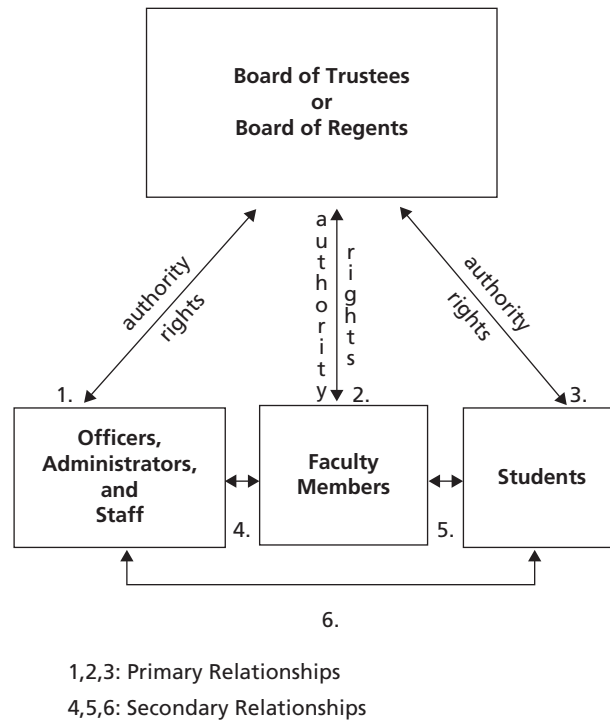 Board of Trustees
or
Board of Regents
authority
rights
authority
rights
authority
rights
1.
2.
3.
Officers,
Administrators,
and
Staff
Faculty
Members
Students
4.
5.
6.
1,2,3: Primary Relationships
4,5,6: Secondary Relationships